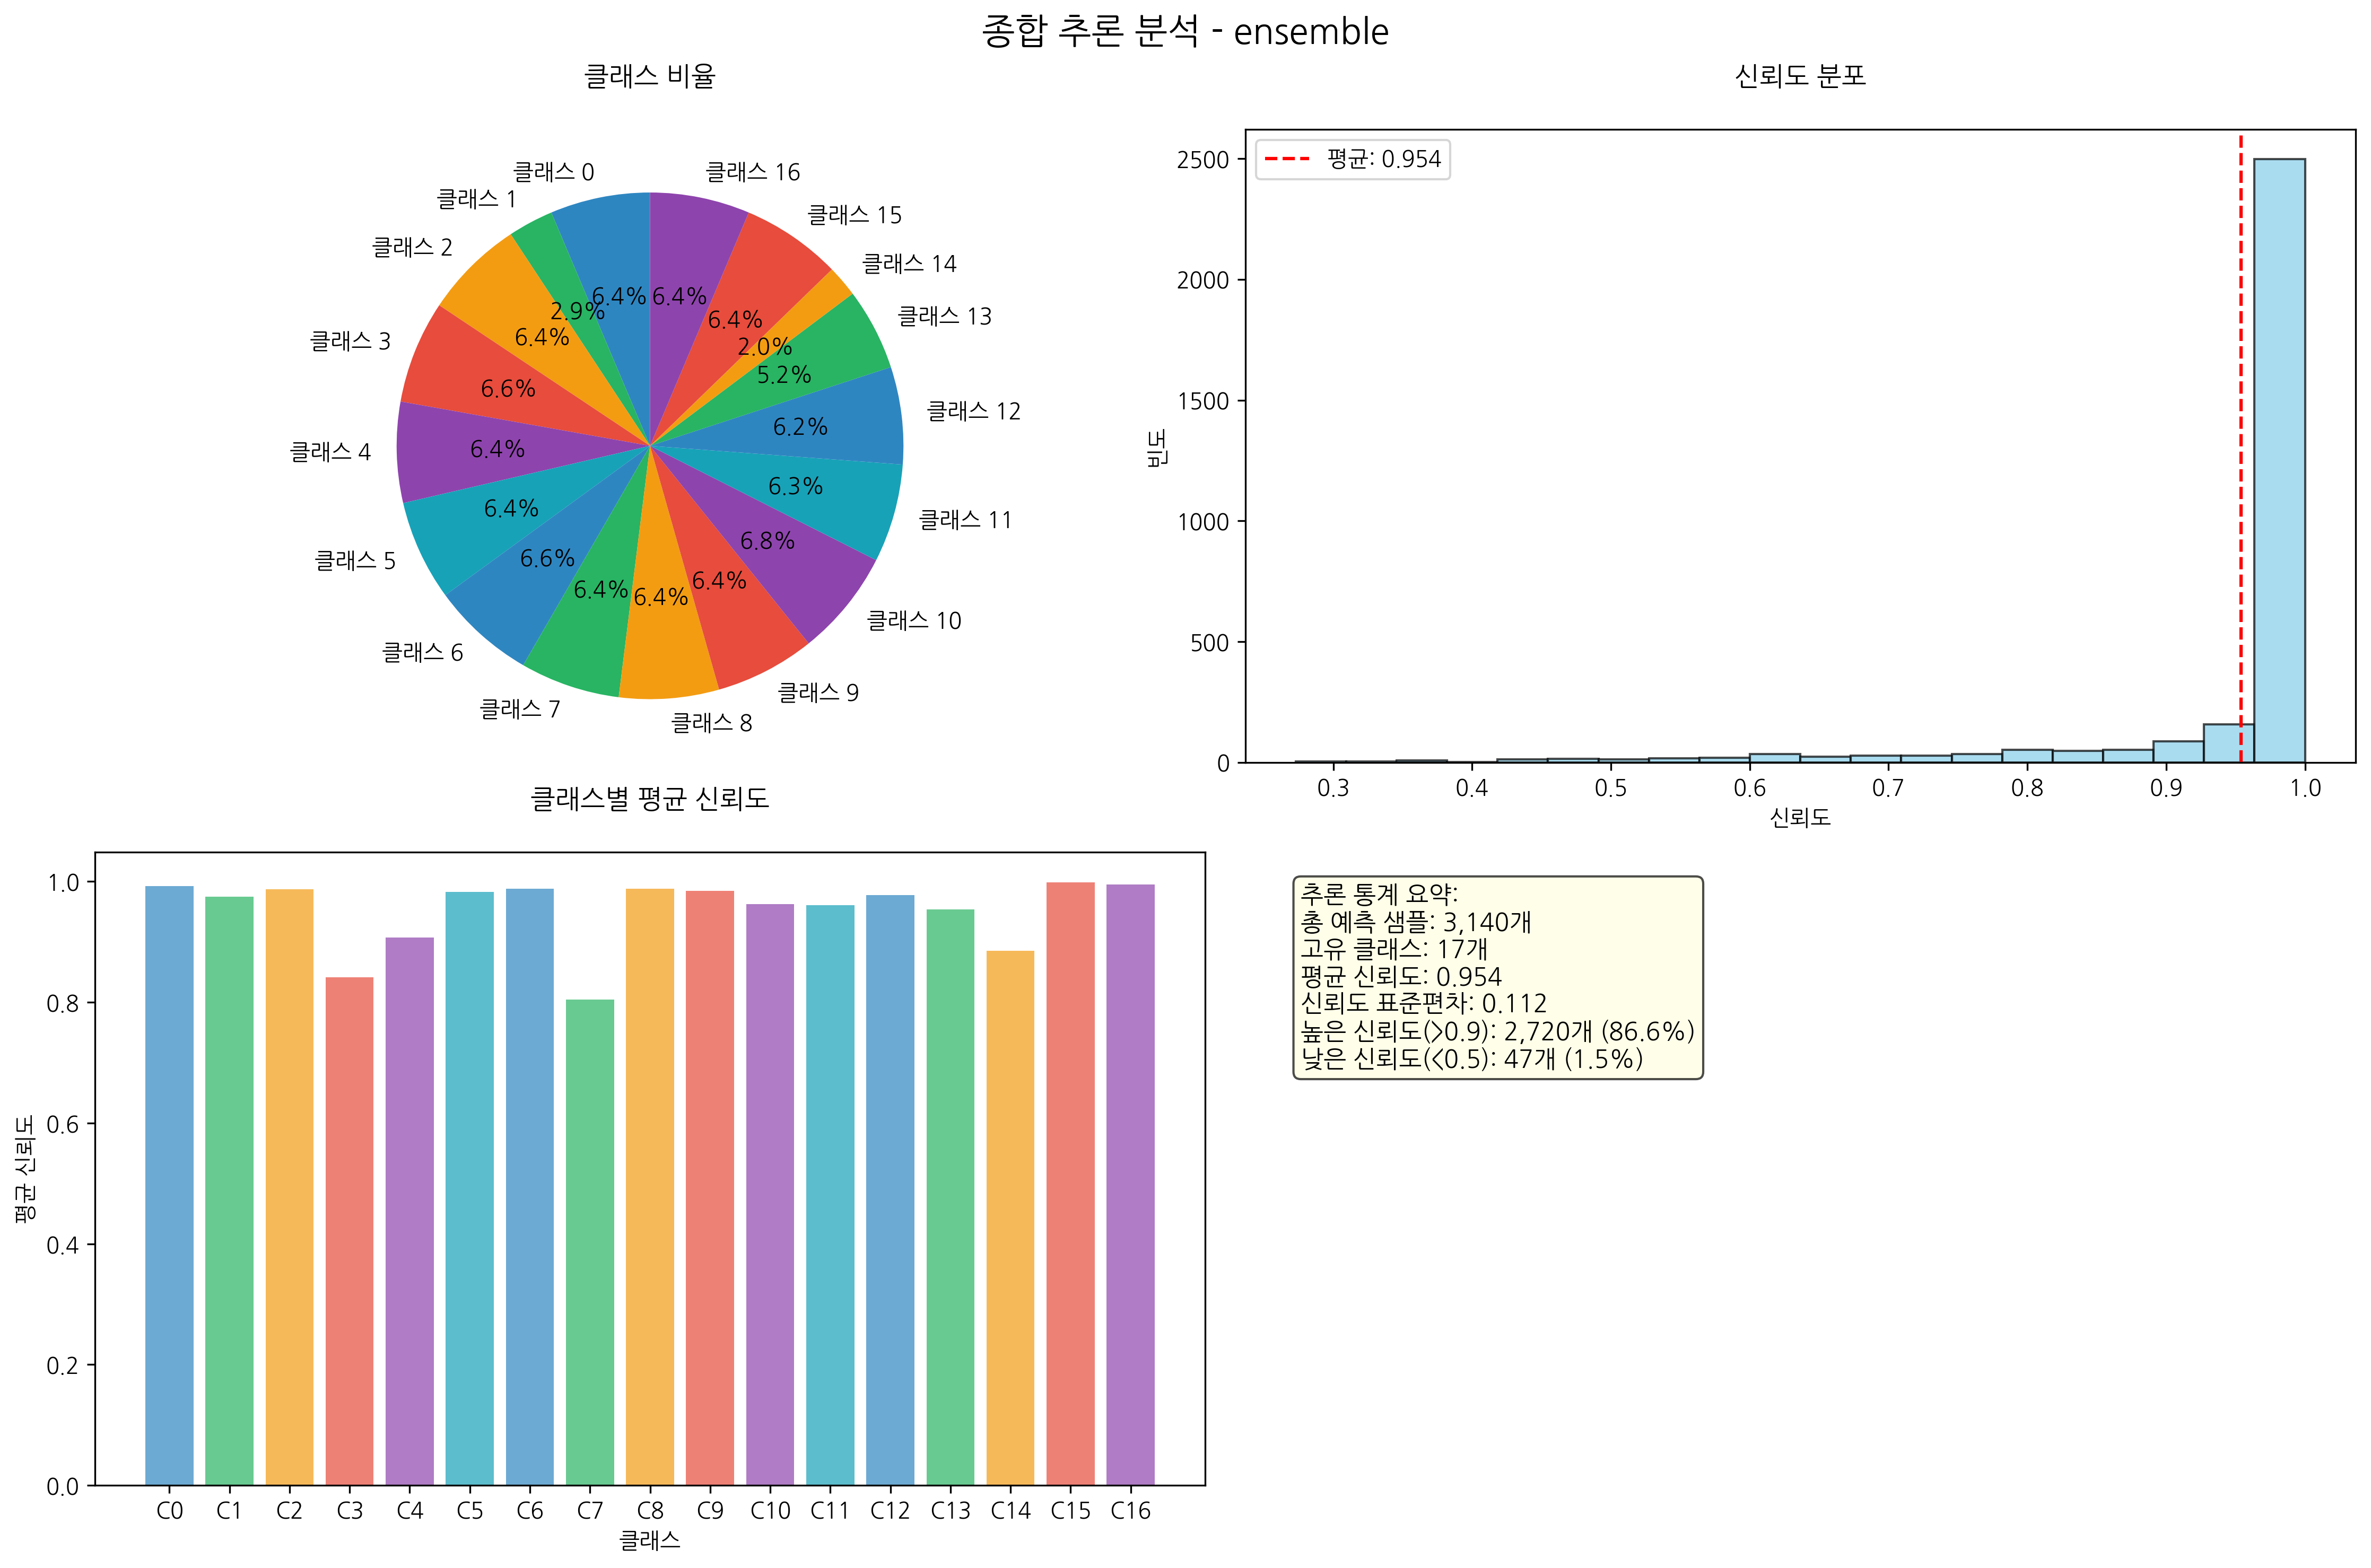 종합 추론 분석 - ensemble
클래스 비율
클래스 0
클래스 1
클래스 2
클래스 3
클래스 4
클래스 5
클래스 6
클래스 7
클래스 8
클래스 9
클래스 10
클래스 11
클래스 12
클래스 13
클래스 14
클래스 15
클래스 16
6.4%
2.9%
6.4%
6.6%
6.4%
6.4%
6.6%
6.4%
6.4%
6.4%
6.8%
6.3%
6.2%
5.2%
2.0%
6.4%
6.4%
신뢰도 분포
평균: 0.954
빈도
2500
2000
1500
1000
500
0
0.3 0.4 0.5 0.6 0.7 0.8 0.9 1.0
신뢰도
클래스별 평균 신뢰도
평균 신뢰도
1.0
0.8
0.6
0.4
0.2
0.0
C0 C1 C2 C3 C4 C5 C6 C7 C8 C9 C10 C11 C12 C13 C14 C15 C16
클래스
추론 통계 요약:
총 예측 샘플: 3,140개
고유 클래스: 17개
평균 신뢰도: 0.954
신뢰도 표준편차: 0.112
높은 신뢰도(>0.9): 2,720개 (86.6%)
낮은 신뢰도(<0.5): 47개 (1.5%)